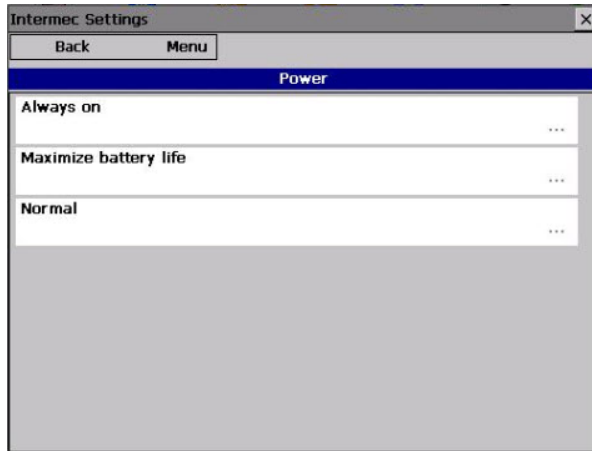 Intermec Settings
Back Menu
Power
Always on
...
Maximize battery life
...
Normal
...